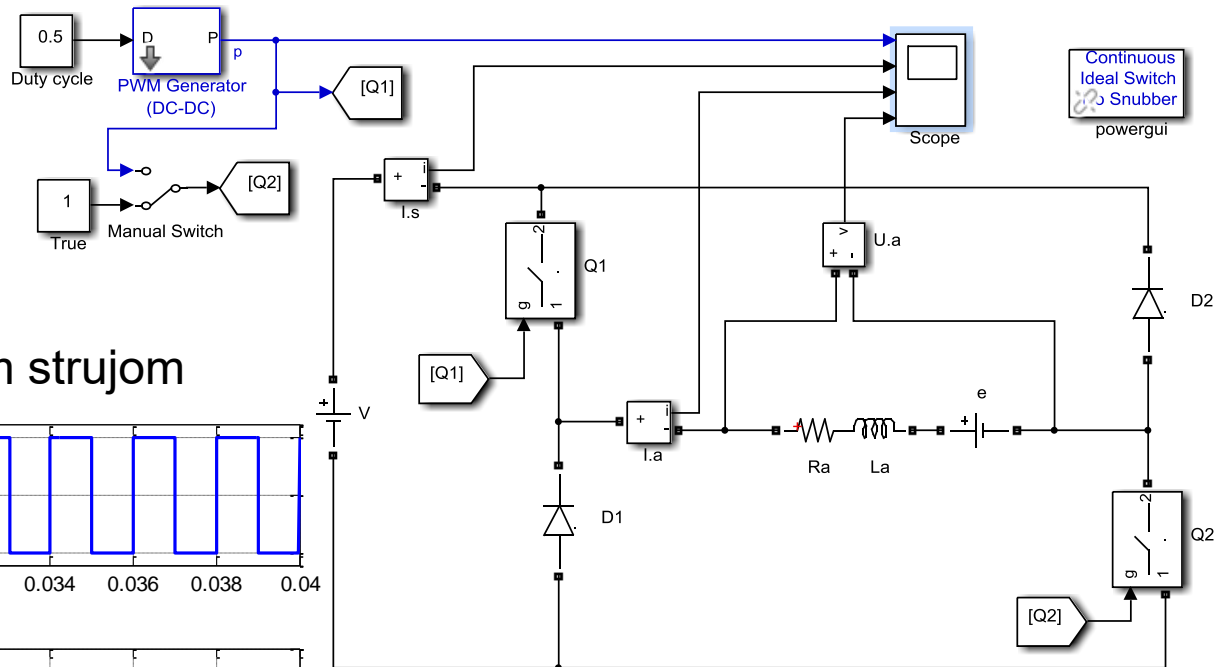 0.5
D
P
p
Duty cycle
PWM Generator
(DC-DC)
[Q1]
1
True
Manual Switch
[Q2]
+
i
-
I.s
Scope
Continuous
Ideal Switch
Snubber
powergui
2
g
1
Q1
[Q1]
v
+ -
U.a
D2
strujom
+
V
+
i
-
I.a
+
Ra
La
e
+
D1
2
g
1
Q2
[Q2]
0.034
0.036
0.038
0.04